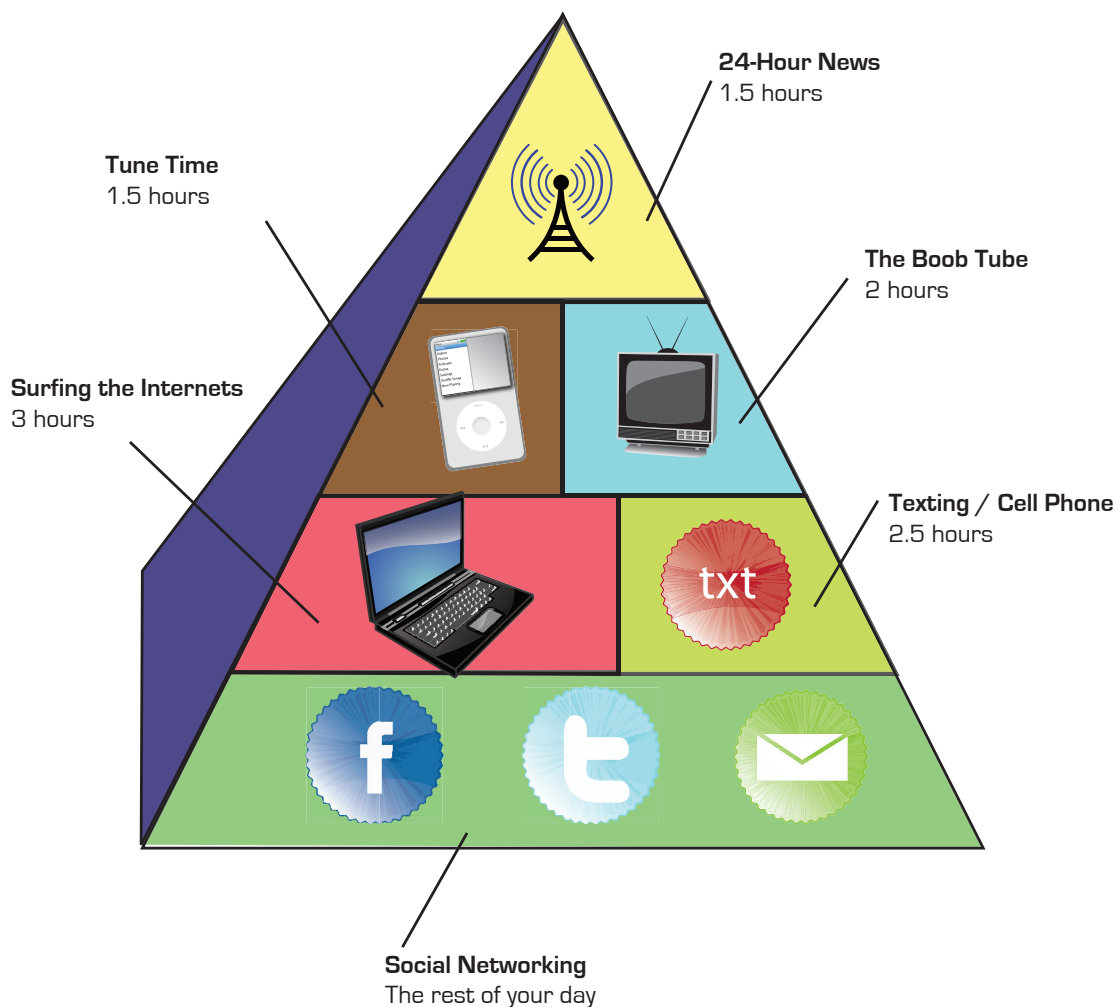 24-Hour News
1.5 hours
Tune Time
1.5 hours
The Boob Tube
2 hours
Surfing the Internets
3 hours
Texting / Cell Phone
2.5 hours
txt
f
t
Social Networking
The rest of your day